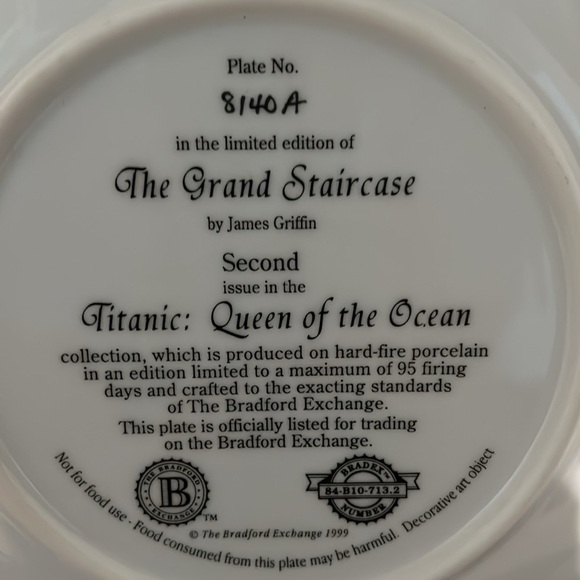 Plate No.
8140A
in the limited edition of
The Grand Staircase
by James Griffin
Second
issue in the
Titanic: Queen of the Ocean
collection, which is produced on hard-fire porcelain
in an edition limited to a maximum of 95 firing
days and crafted to the exacting standards
of The Bradford Exchange.
This plate is officially listed for trading
on the Bradford Exchange.
THE BRADFORD
B
EXCHANGE
TM
BRADEX
84-B10-713.2
NUMBER
© The Bradford Exchange 1999
Not for food use - Food consumed from this plate may be harmful. Decorative art object